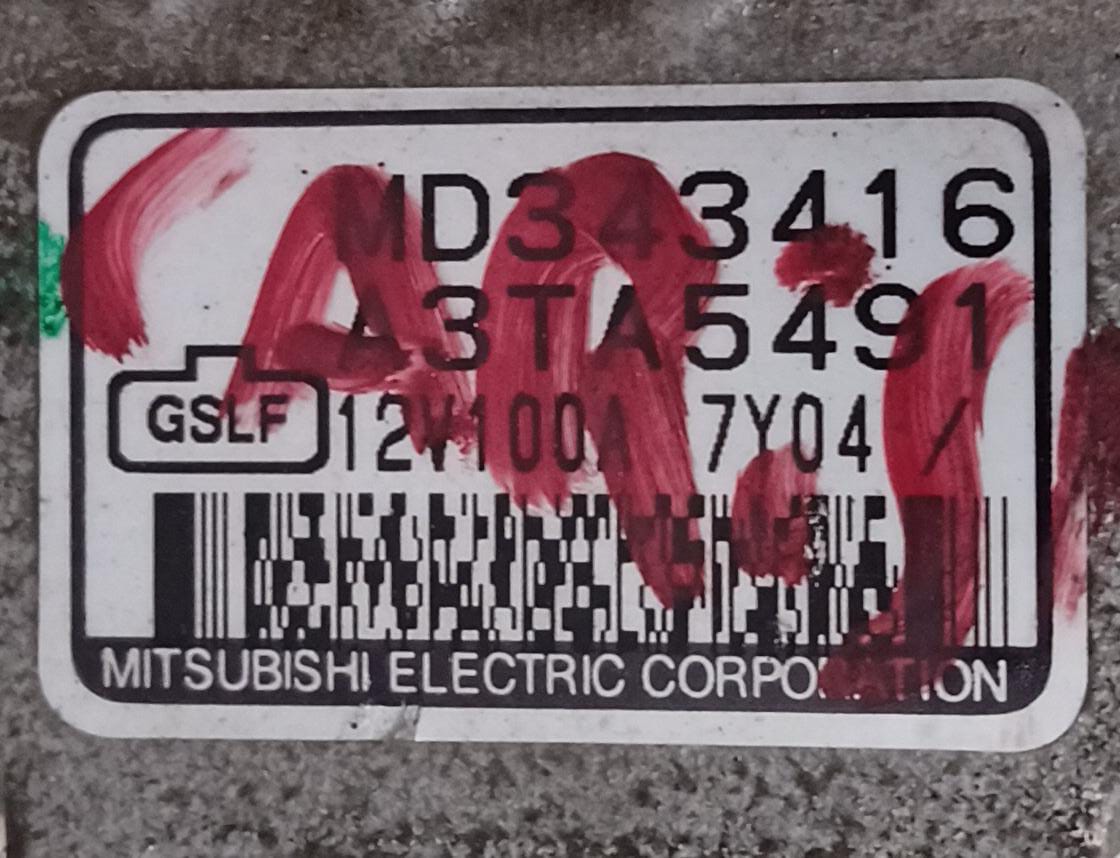 MD343416
A3TA5491
GSLF 12V100A 7Y04 /
MITSUBISHI ELECTRIC CORPORATION